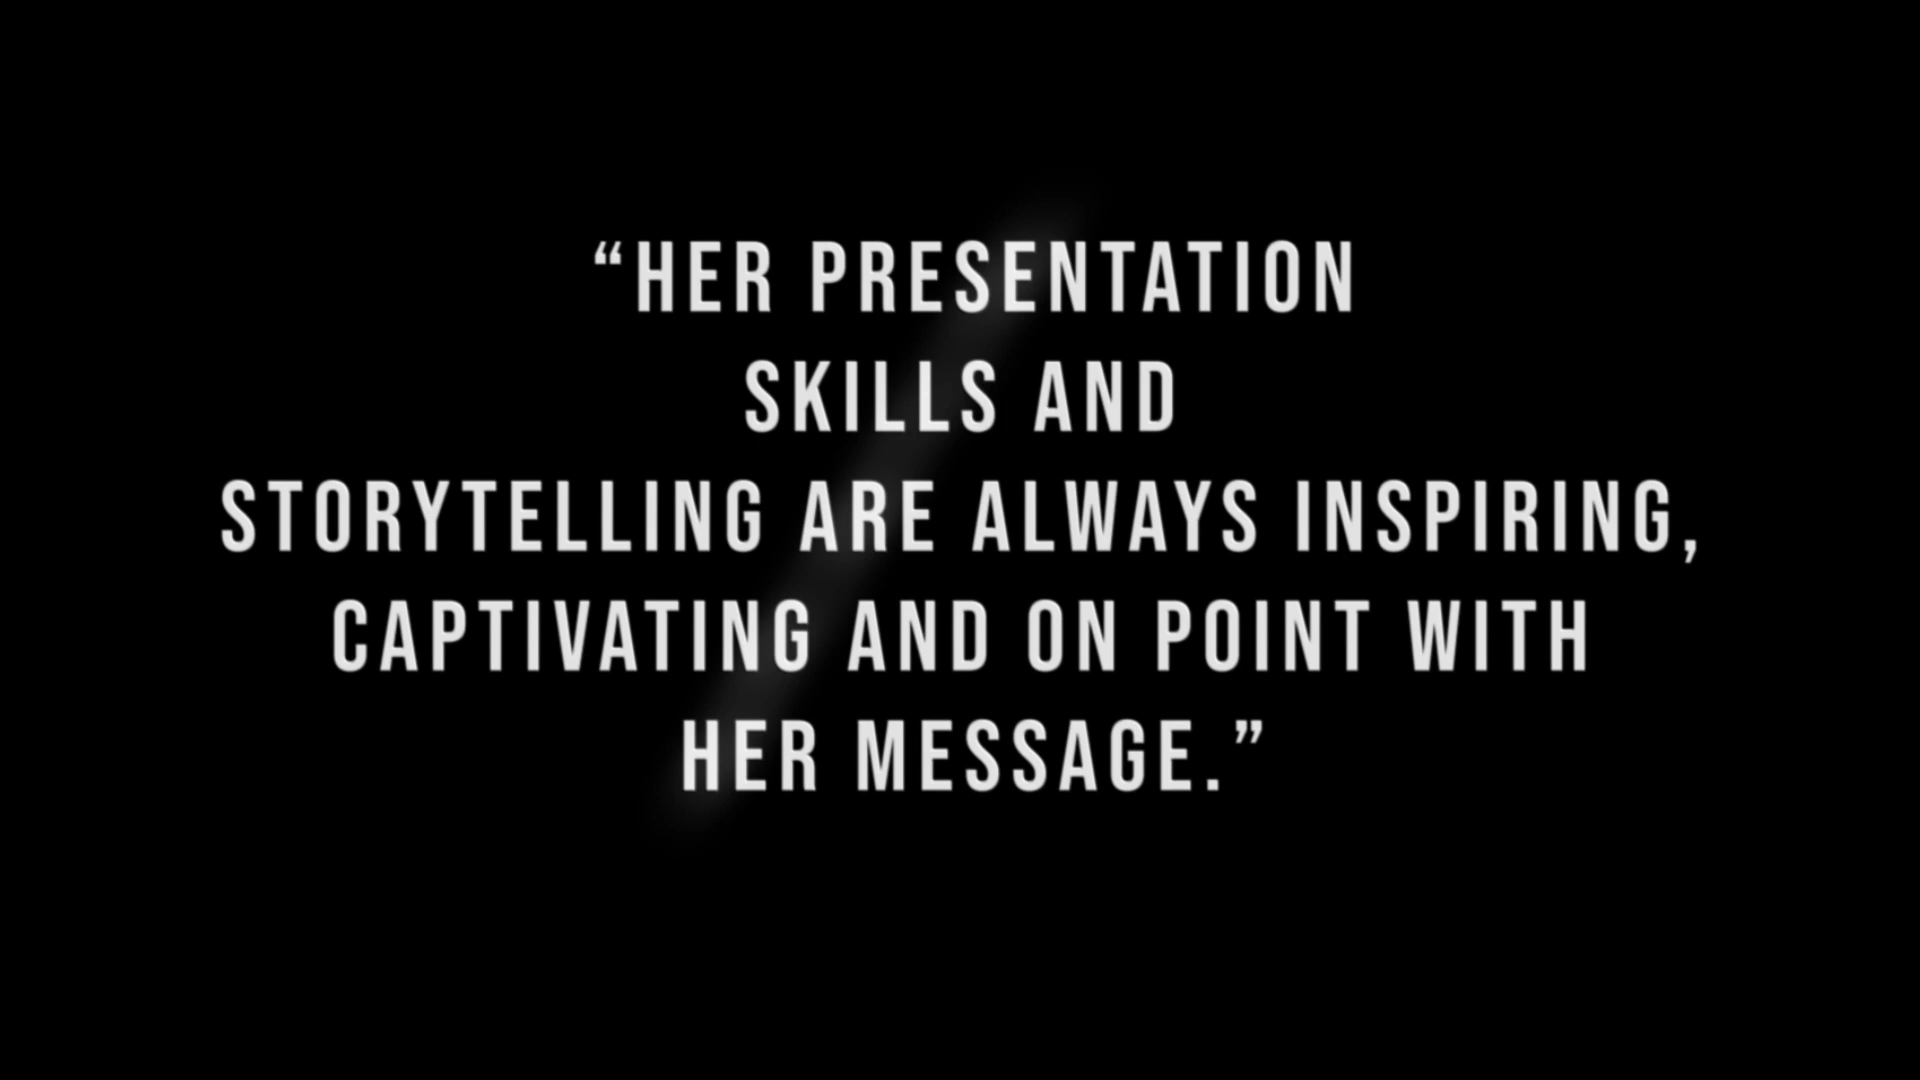 “HER PRESENTATION
SKILLS AND
STORYTELLING ARE ALWAYS INSPIRING,
CAPTIVATING AND ON POINT WITH
HER MESSAGE.”